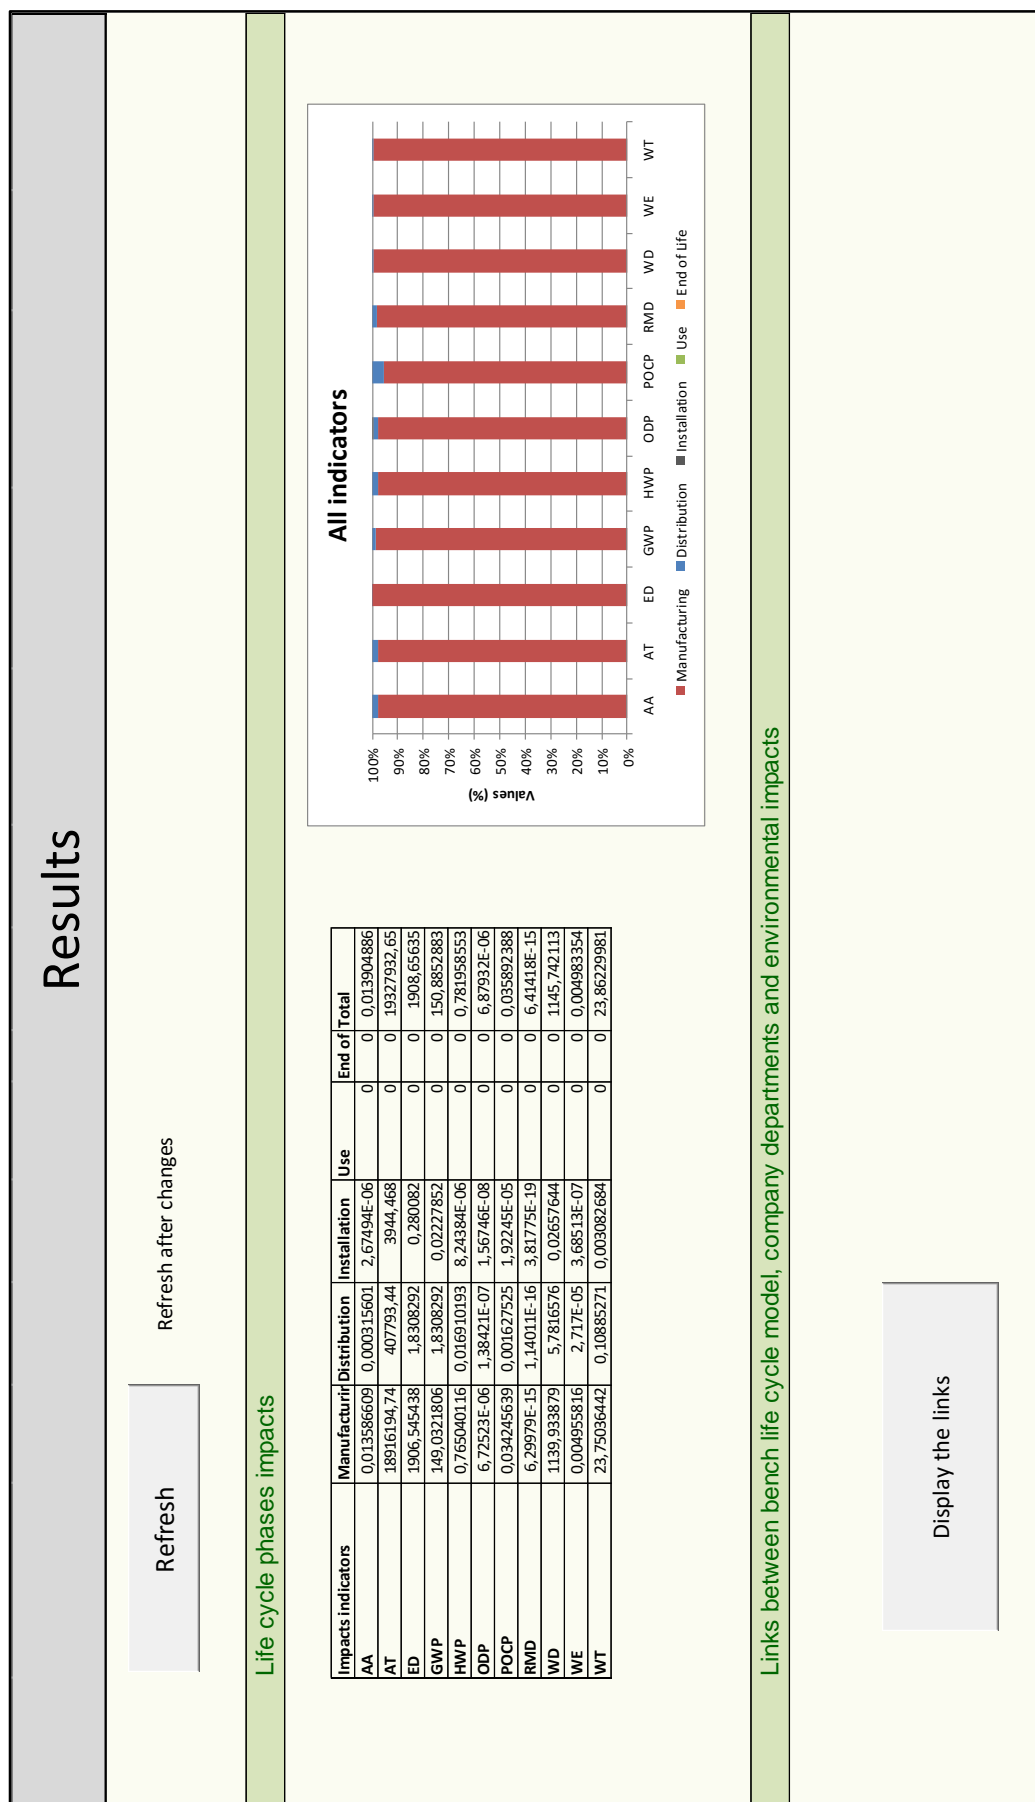 Results
Refresh
Refresh after changes
Life cycle phases impacts
Impacts indicators Manufacturir Distribution Installation Use End of Total
AA 0,013586609 0,000315601 2,67494E-06 0 0 0,013904886
AT 18916194,74 407793,44 3944,468 0 0 19327932,65
ED 1906,545438 1,8308292 0,280082 0 0 1908,65635
GWP 149,0321806 1,8308292 0,02227852 0 0 150,8852883
HWP 0,765040116 0,016910193 8,24384E-06 0 0 0,781958553
ODP 6,72523E-06 1,38421E-07 1,56746E-08 0 0 6,87932E-06
POCP 0,034245639 0,001627525 1,92245E-05 0 0 0,035892388
RMD 6,29979E-15 1,14011E-16 3,81775E-19 0 0 6,41418E-15
WD 1139,933879 5,7816576 0,02657644 0 0 1145,742113
WE 0,004955816 2,717E-05 3,68513E-07 0 0 0,004983354
WT 23,75036442 0,10885271 0,003082684 0 0 23,86229981
All indicators
Values (%)
100%
90%
80%
70%
60%
50%
40%
30%
20%
10%
0%
AA AT ED GWP HWP ODP POCP RMD WD WE WT
Manufacturing Distribution Installation Use End of Life
Links between bench life cycle model, company departments and environmental impacts
Display the links